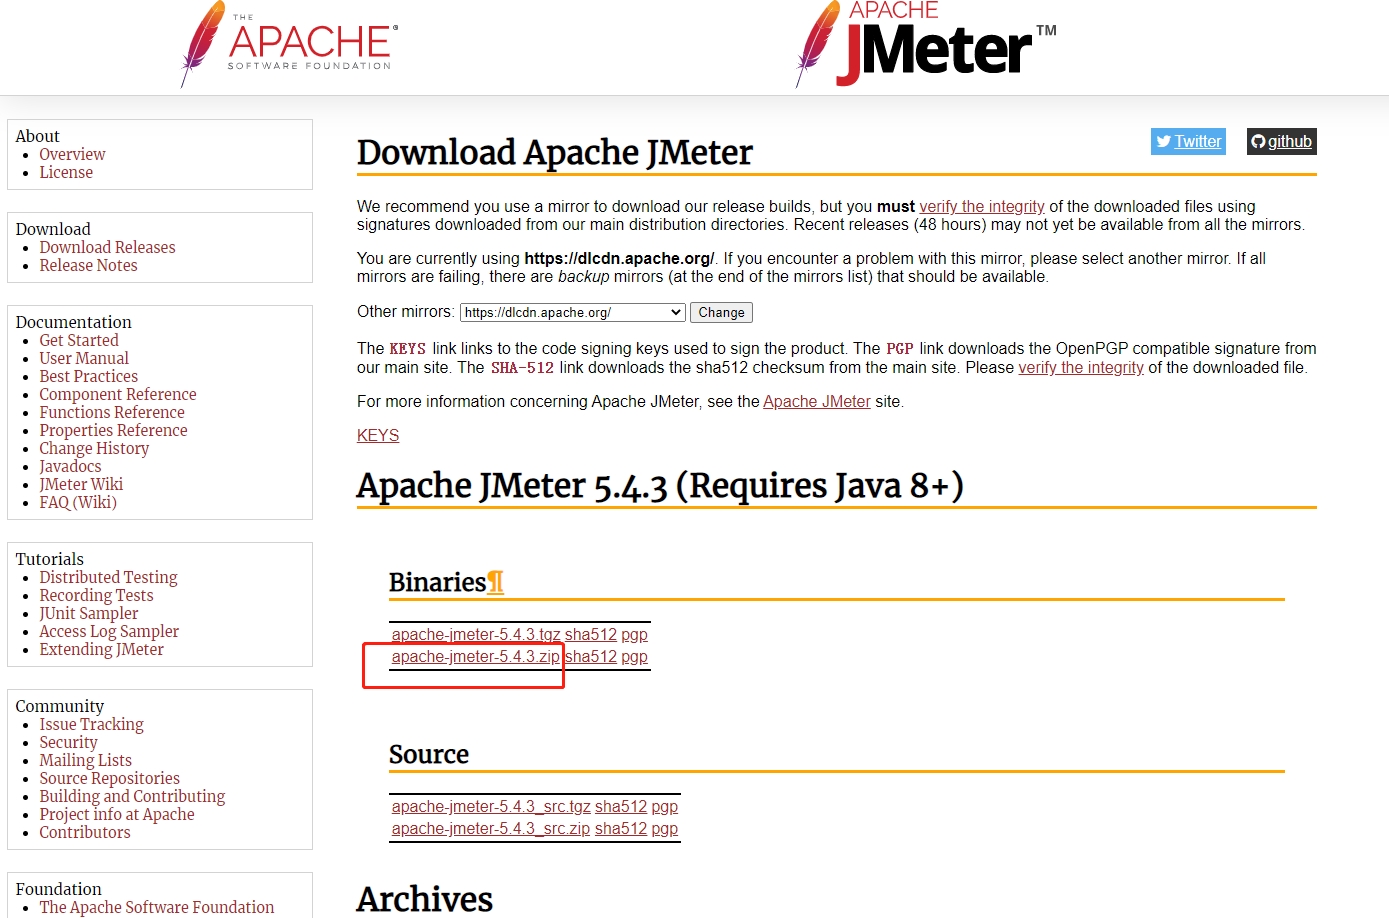 THE
APACHE®
SOFTWARE FOUNDATION
APACHE
JMeter™
About
Overview
License
Download
Download Releases
Release Notes
Documentation
Get Started
User Manual
Best Practices
Component Reference
Functions Reference
Properties Reference
Change History
Javadocs
JMeter Wiki
FAQ (Wiki)
Tutorials
Distributed Testing
Recording Tests
JUnit Sampler
Access Log Sampler
Extending JMeter
Community
Issue Tracking
Security
Mailing Lists
Source Repositories
Building and Contributing
Project info at Apache
Contributors
Foundation
The Apache Software Foundation
Twitter
github
Download Apache JMeter
We recommend you use a mirror to download our release builds, but you must verify the integrity of the downloaded files using
signatures downloaded from our main distribution directories. Recent releases (48 hours) may not yet be available from all the mirrors.
You are currently using https://dlcdn.apache.org/. If you encounter a problem with this mirror, please select another mirror. If all
mirrors are failing, there are backup mirrors (at the end of the mirrors list) that should be available.
Other mirrors: https://dlcdn.apache.org/ Change
The KEYS link links to the code signing keys used to sign the product. The PGP link downloads the OpenPGP compatible signature from
our main site. The SHA-512 link downloads the sha512 checksum from the main site. Please verify the integrity of the downloaded file.
For more information concerning Apache JMeter, see the Apache JMeter site.
KEYS
Apache JMeter 5.4.3 (Requires Java 8+)
Binaries¶
apache-jmeter-5.4.3.tgz sha512 pgp
apache-jmeter-5.4.3.zip sha512 pgp
Source
apache-jmeter-5.4.3_src.tgz sha512 pgp
apache-jmeter-5.4.3_src.zip sha512 pgp
Archives